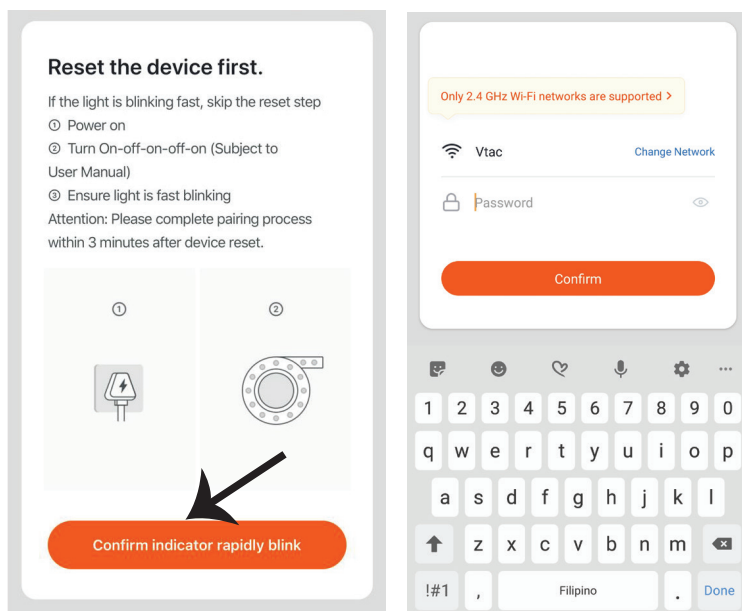 Reset the device first.
If the light is blinking fast, skip the reset step
① Power on
② Turn On-off-on-off-on (Subject to
User Manual)
③ Ensure light is fast blinking
Attention: Please complete pairing process
within 3 minutes after device reset.
① ②
Confirm indicator rapidly blink
Only 2.4 GHz Wi-Fi networks are supported >
Vtac Change Network
Password
Confirm
1 2 3 4 5 6 7 8 9 0
q w e r t y u i o p
a s d f g h j k l
z x c v b n m
!#1 , Filipino . Done